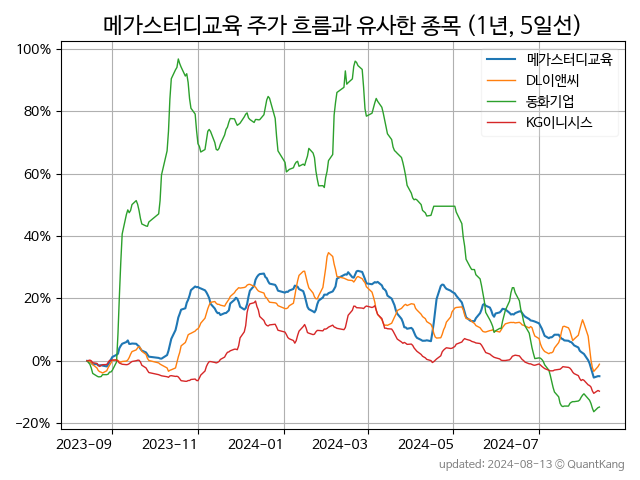 메가스터디교육 주가 흐름과 유사한 종목 (1년, 5일선)
메가스터디교육
DL이앤씨
동화기업
KG이니시스
100%
80%
60%
40%
20%
0%
−20%
2023-09 2023-11 2024-01 2024-03 2024-05 2024-07
updated: 2024-08-13 © QuantKang